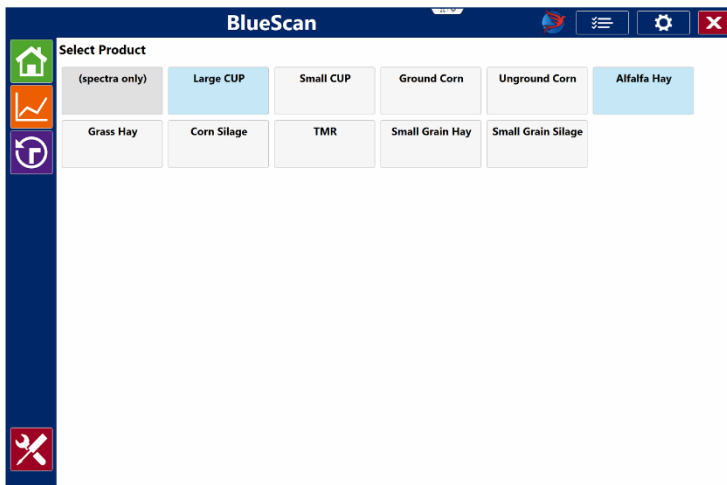 BlueScan
Select Product
(spectra only) Large CUP Small CUP Ground Corn Unground Corn Alfalfa Hay
Grass Hay Corn Silage TMR Small Grain Hay Small Grain Silage